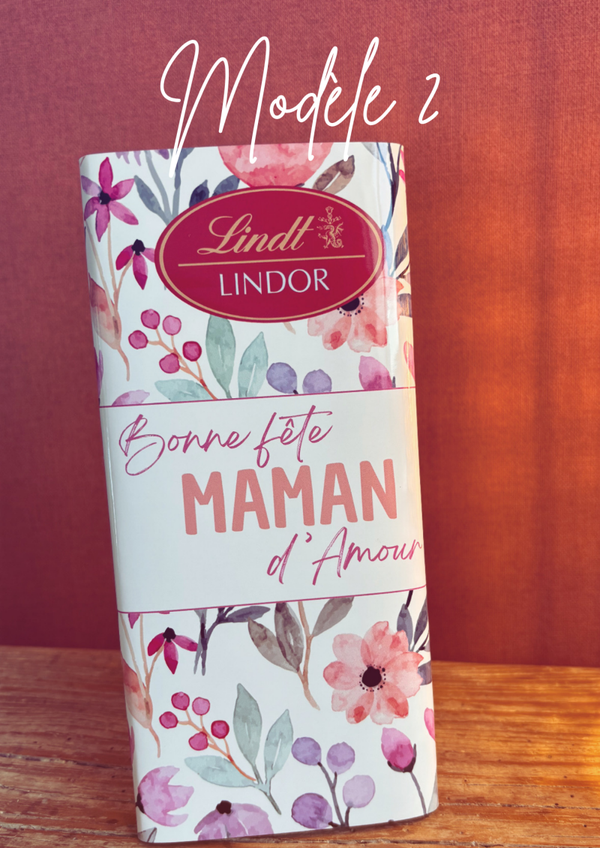 Modèle 2
Lindt
LINDOR
Bonne fête
MAMAN
d'Amour